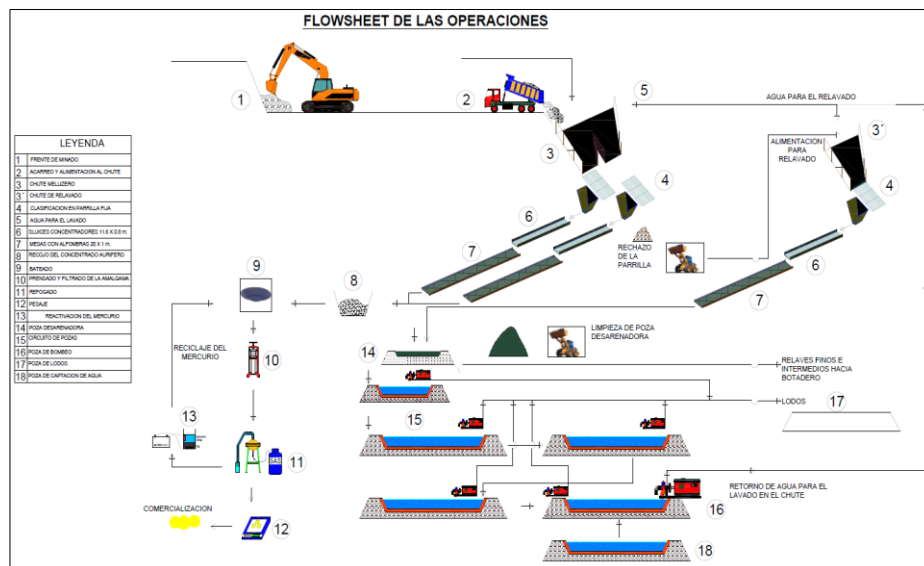 FLOWSHEET DE LAS OPERACIONES
1
2
3
5
AGUA PARA EL RELAVADO
3´
ALIMENTACION
PARA
RELAVADO
4
4
LEYENDA
1 FRENTE DE MINADO
2 ACARREO Y ALIMENTACION AL CHUTE
3 CHUTE MELLIZERO
3´ CHUTE DE RELAVADO
4 CLASIFICACION EN PARRILLA FIJA
5 AGUA PARA EL LAVADO
6 SLUICES CONCENTRADORES 11.6 X 0.6 m.
7 MESAS CON ALFOMBRAS 20 X 1 m.
8 RECOJO DEL CONCENTRADO AURIFERO
9 BATEADO
10 PRENSADO Y FILTRADO DE LA AMALGAMA
11 REFOGADO
12 PESAJE
13 REACTIVACION DEL MERCURIO
14 POZA DESARENADORA
15 CIRCUITO DE POZAS
16 POZA DE BOMBEO
17 POZA DE LODOS
18 POZA DE CAPTACION DE AGUA
6
7
RECHAZO
DE LA
PARRILLA
6
7
9
8
RECICLAJE DEL
MERCURIO
10
14
LIMPIEZA DE POZA
DESARENADORA
RELAVES FINOS E
INTERMEDIOS HACIA
BOTADERO
LODOS
17
13
15
GAS
11
RETORNO DE AGUA PARA EL
LAVADO EN EL CHUTE
16
COMERCIALIZACION
12
18